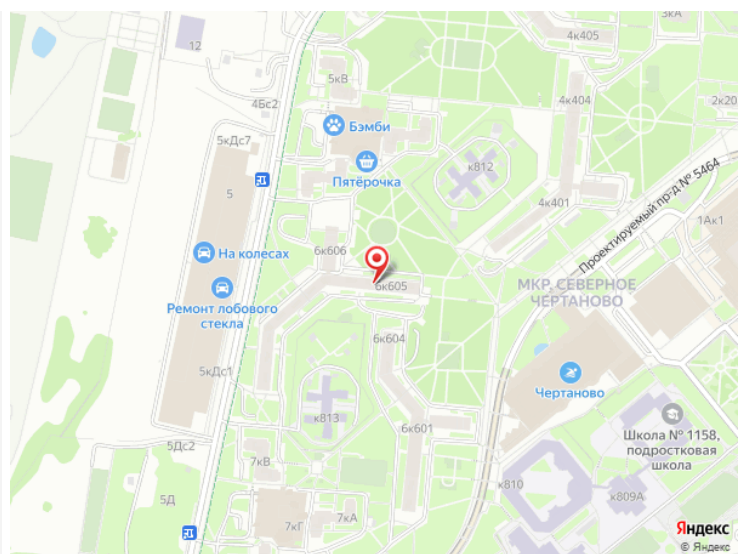 4к405
3кА
12
5кВ
4Бс2
4к404
2к20
5кДс7
Бэмби
к812
5
Пятёрочка
4к401
Проектируемый пр-д № 5464
1Ак1
6к606
На колесах
6к605
МКР. СЕВЕРНОЕ
ЧЕРТАНОВО
Ремонт лобового
стекла
6к604
5кДс1
Чертаново
к813
6к601
Школа № 1158,
подростковая
школа
5Дс2
7кВ
к810
к809А
5Д
7кА
7кГ
Яндекс
© Яндекс